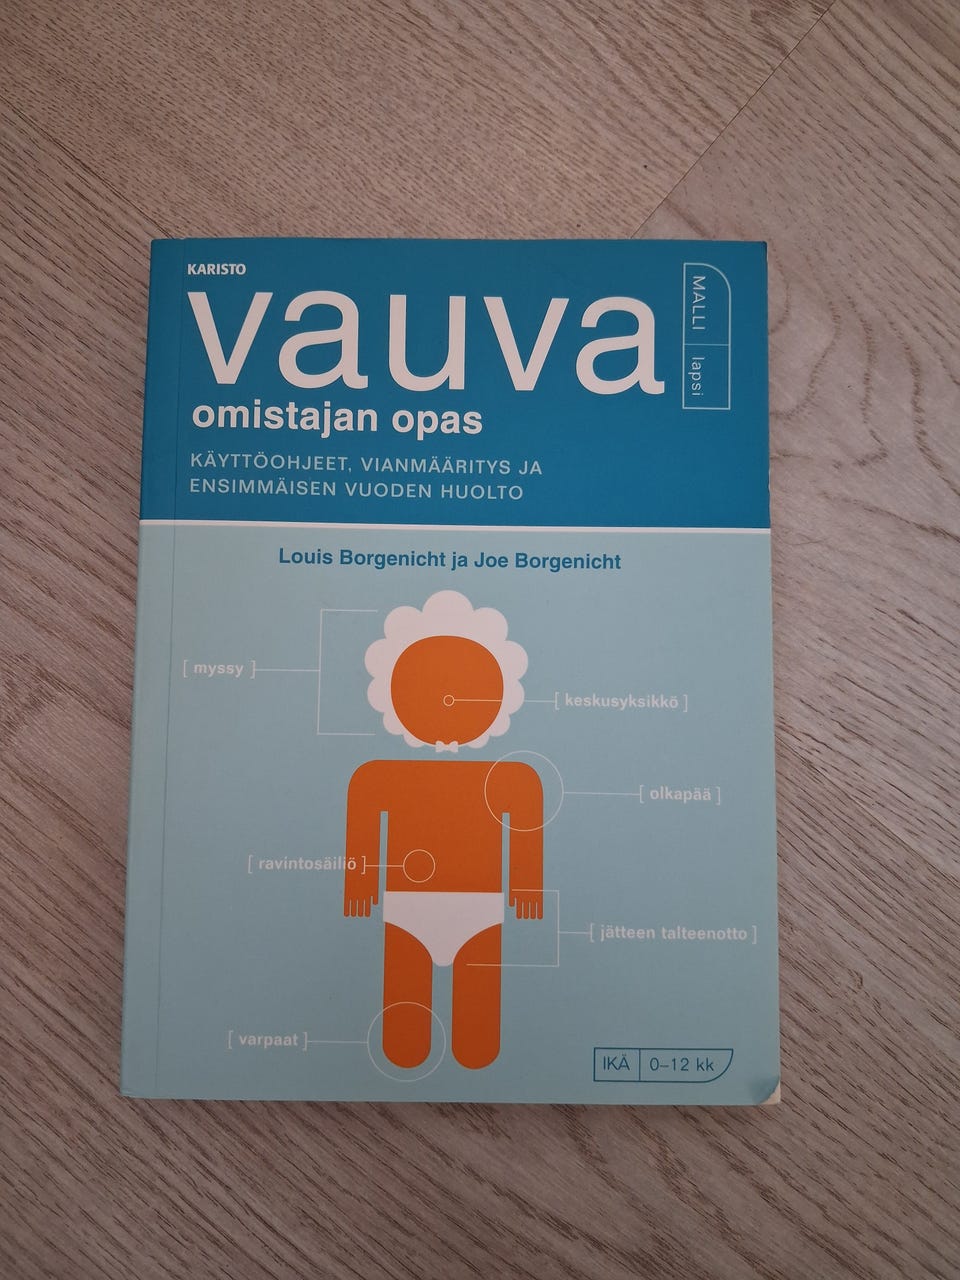 KARISTO
vauva
omistajan opas
KÄYTTÖOHJEET, VIANMÄÄRITYS JA
ENSIMMÄISEN VUODEN HUOLTO
MALLI lapsi
Louis Borgenicht ja Joe Borgenicht
[ myssy ]
[ keskusyksikkö ]
[ olkapää ]
[ ravintosäiliö ]
[ jätteen talteenotto ]
[ varpaat ]
IKÄ 0–12 kk